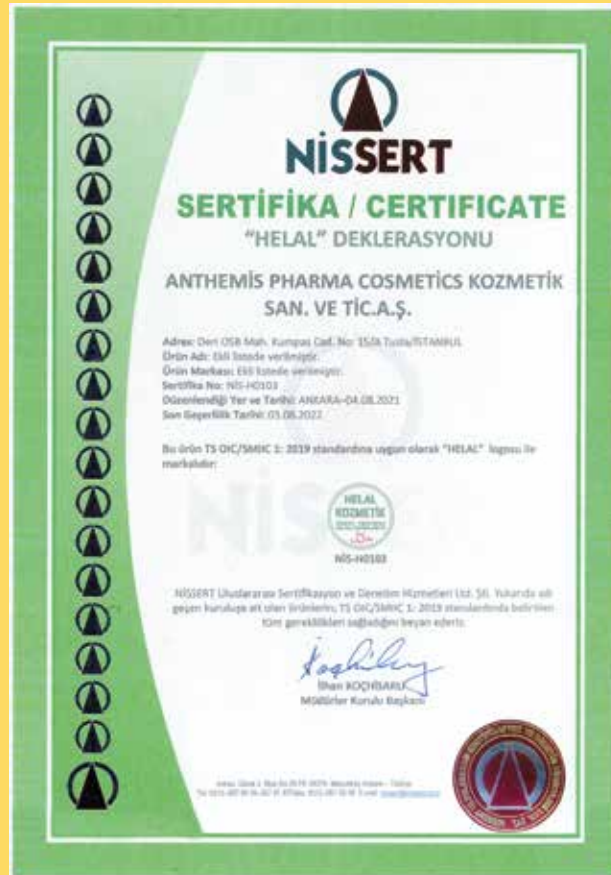 NİSSERT
SERTİFİKA / CERTIFICATE
"HELAL" DEKLERASYONU
ANTHEMİS PHARMA COSMETICS KOZMETİK
SAN. VE TİC.A.Ş.
Adres: Deri OSB Mah. Kumpas Cad. No: 15/A Tuzla/İSTANBUL
Ürün Adı: Ekli listede verilmiştir.
Ürün Markası: Ekli listede verilmiştir.
Sertifika No: NİS-H0103
Düzenlendiği Yer ve Tarihi: ANKARA-04.08.2021
Son Geçerlilik Tarihi: 03.08.2022
Bu ürün TS OIC/SMIIC 1: 2019 standardına uygun olarak "HELAL" logosu ile
markalıdır:
HELAL
KOZMETİK
NİS-H0103
NİSSERT Uluslararası Sertifikasyon ve Denetim Hizmetleri Ltd. Şti. Yukarıda adı
geçen kuruluşa ait olan ürünlerin, TS OIC/SMIIC 1: 2019 standardında belirtilen
tüm gereklilikleri sağladığını beyan ederiz.
İlhan KOÇHİSARLI
Müdürler Kurulu Başkanı